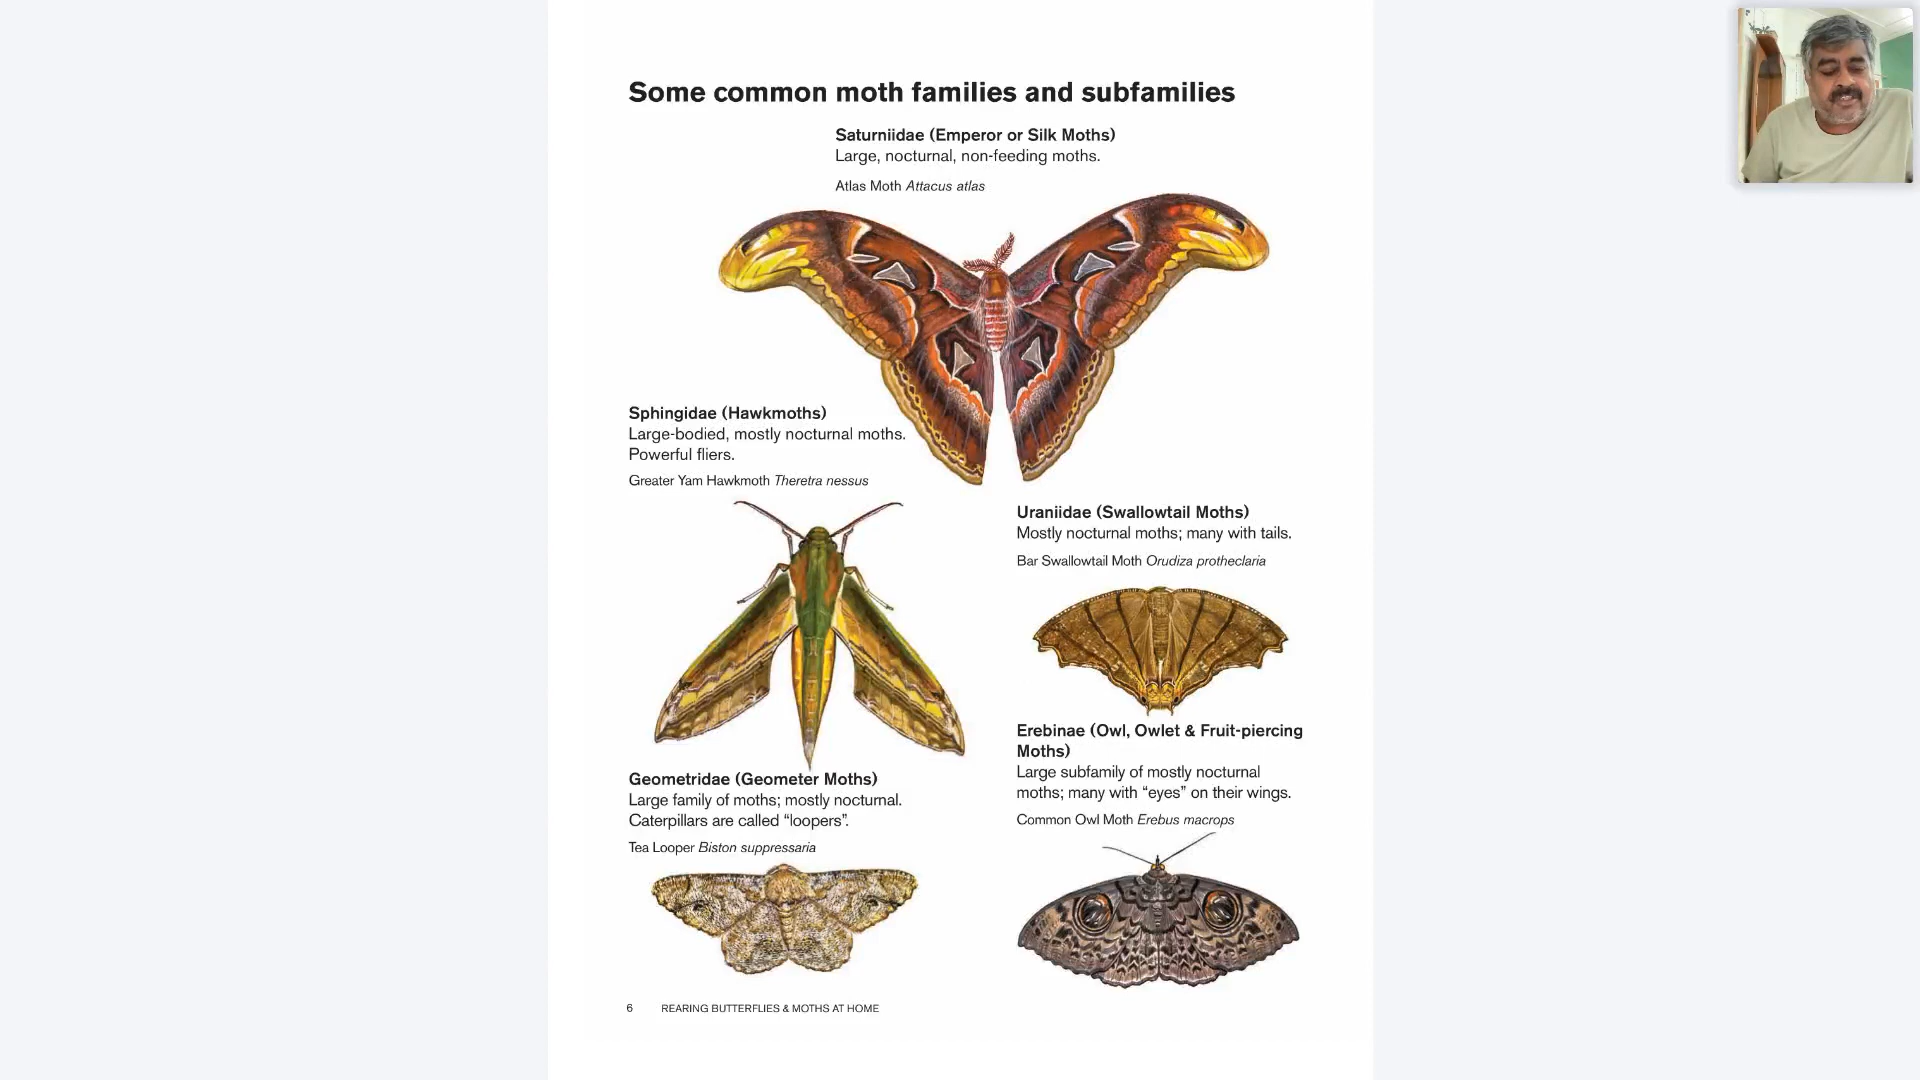 Some common moth families and subfamilies
Saturniidae (Emperor or Silk Moths)
Large, nocturnal, non-feeding moths.
Atlas Moth Attacus atlas
Sphingidae (Hawkmoths)
Large-bodied, mostly nocturnal moths.
Powerful fliers.
Greater Yam Hawkmoth Theretra nessus
Uraniidae (Swallowtail Moths)
Mostly nocturnal moths; many with tails.
Bar Swallowtail Moth Orudiza protheclaria
Geometridae (Geometer Moths)
Large family of moths; mostly nocturnal.
Caterpillars are called “loopers”.
Tea Looper Biston suppressaria
Erebinae (Owl, Owlet & Fruit-piercing
Moths)
Large subfamily of mostly nocturnal
moths; many with “eyes” on their wings.
Common Owl Moth Erebus macrops
6 REARING BUTTERFLIES & MOTHS AT HOME